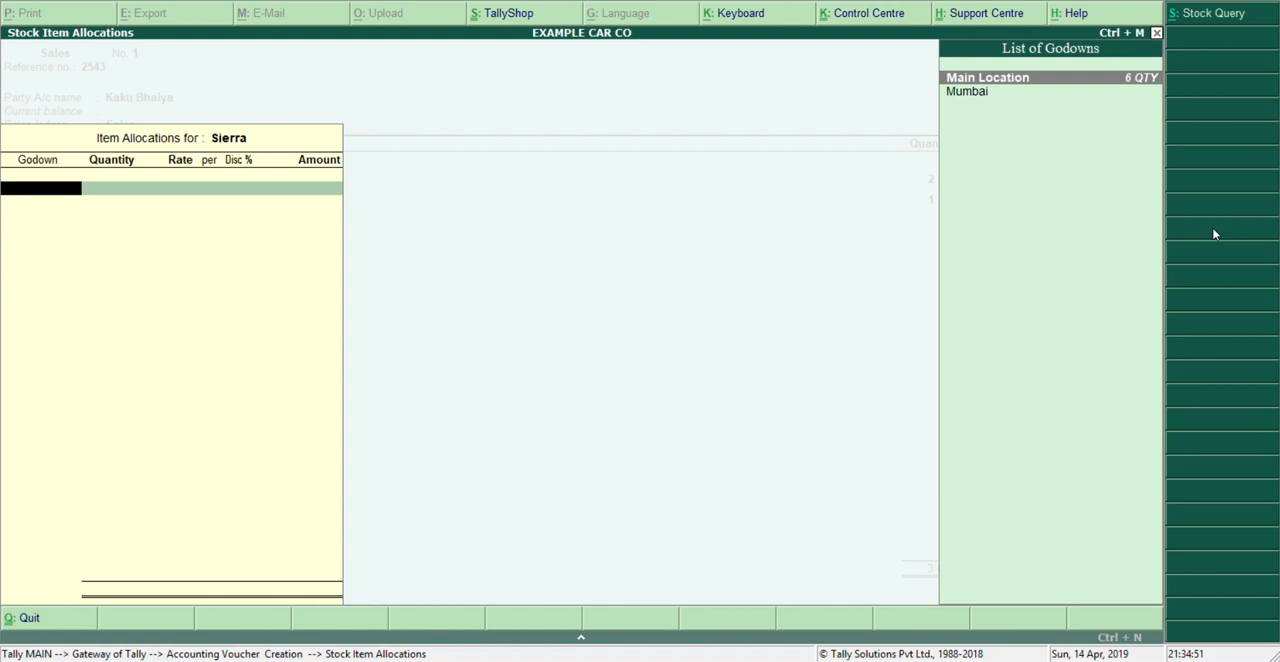 P: Print E: Export M: E-Mail O: Upload S: TallyShop G: Language K: Keyboard K: Control Centre H: Support Centre H: Help S: Stock Query
Stock Item Allocations EXAMPLE CAR CO Ctrl + M
Sales No. 1 List of Godowns
Reference no.: 2543
Main Location 6 QTY
Mumbai
Party A/c name : Kaku Bhaiya
Current balance
Item Allocations for : Sierra
Quan
Godown Quantity Rate per Disc % Amount
2
1
3
Q: Quit
Ctrl + N
Tally MAIN --> Gateway of Tally --> Accounting Voucher Creation --> Stock Item Allocations © Tally Solutions Pvt Ltd., 1988-2018 Sun, 14 Apr, 2019 21:34:51